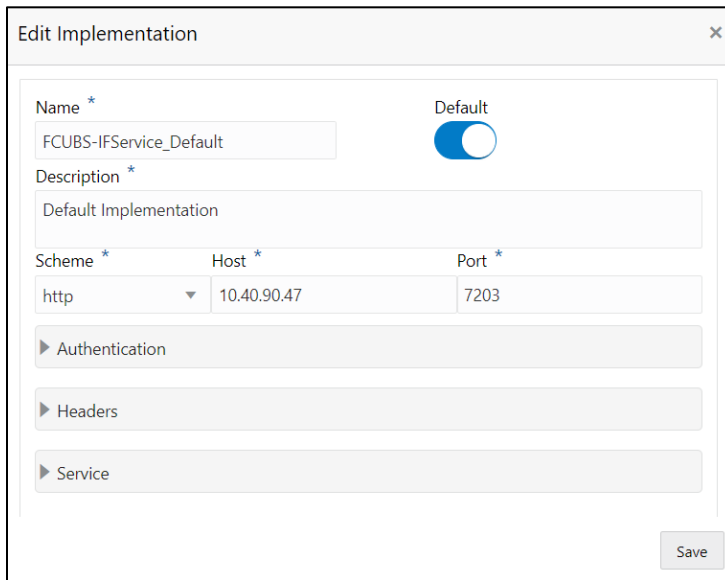 Edit Implementation ×
Name * Default
FCUBS-IFService_Default
Description *
Default Implementation
Scheme * Host * Port *
http 10.40.90.47 7203
Authentication
Headers
Service
Save